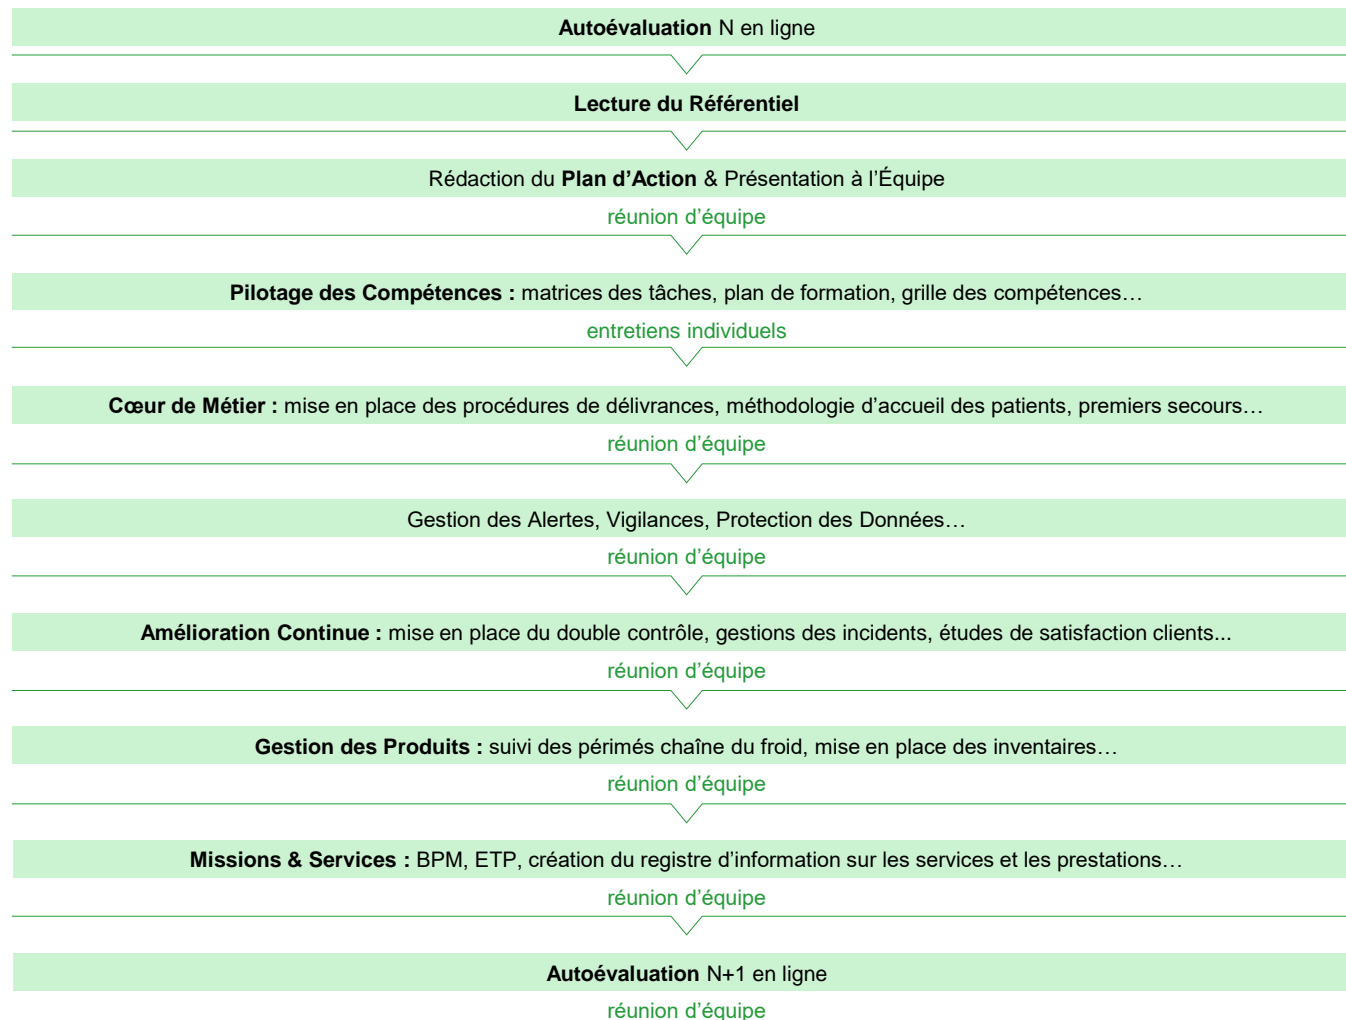 Autoévaluation N en ligne
Lecture du Référentiel
Rédaction du Plan d’Action & Présentation à l’Équipe
réunion d’équipe
Pilotage des Compétences : matrices des tâches, plan de formation, grille des compétences…
entretiens individuels
Cœur de Métier : mise en place des procédures de délivrances, méthodologie d’accueil des patients, premiers secours…
réunion d’équipe
Gestion des Alertes, Vigilances, Protection des Données…
réunion d’équipe
Amélioration Continue : mise en place du double contrôle, gestions des incidents, études de satisfaction clients...
réunion d’équipe
Gestion des Produits : suivi des périmés chaîne du froid, mise en place des inventaires…
réunion d’équipe
Missions & Services : BPM, ETP, création du registre d’information sur les services et les prestations…
réunion d’équipe
Autoévaluation N+1 en ligne
réunion d’équipe